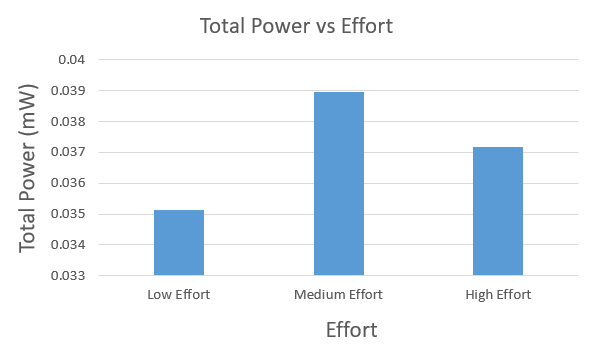 Total Power vs Effort
Total Power (mW)
0.04
0.039
0.038
0.037
0.036
0.035
0.034
0.033
Low Effort
Medium Effort
High Effort
Effort